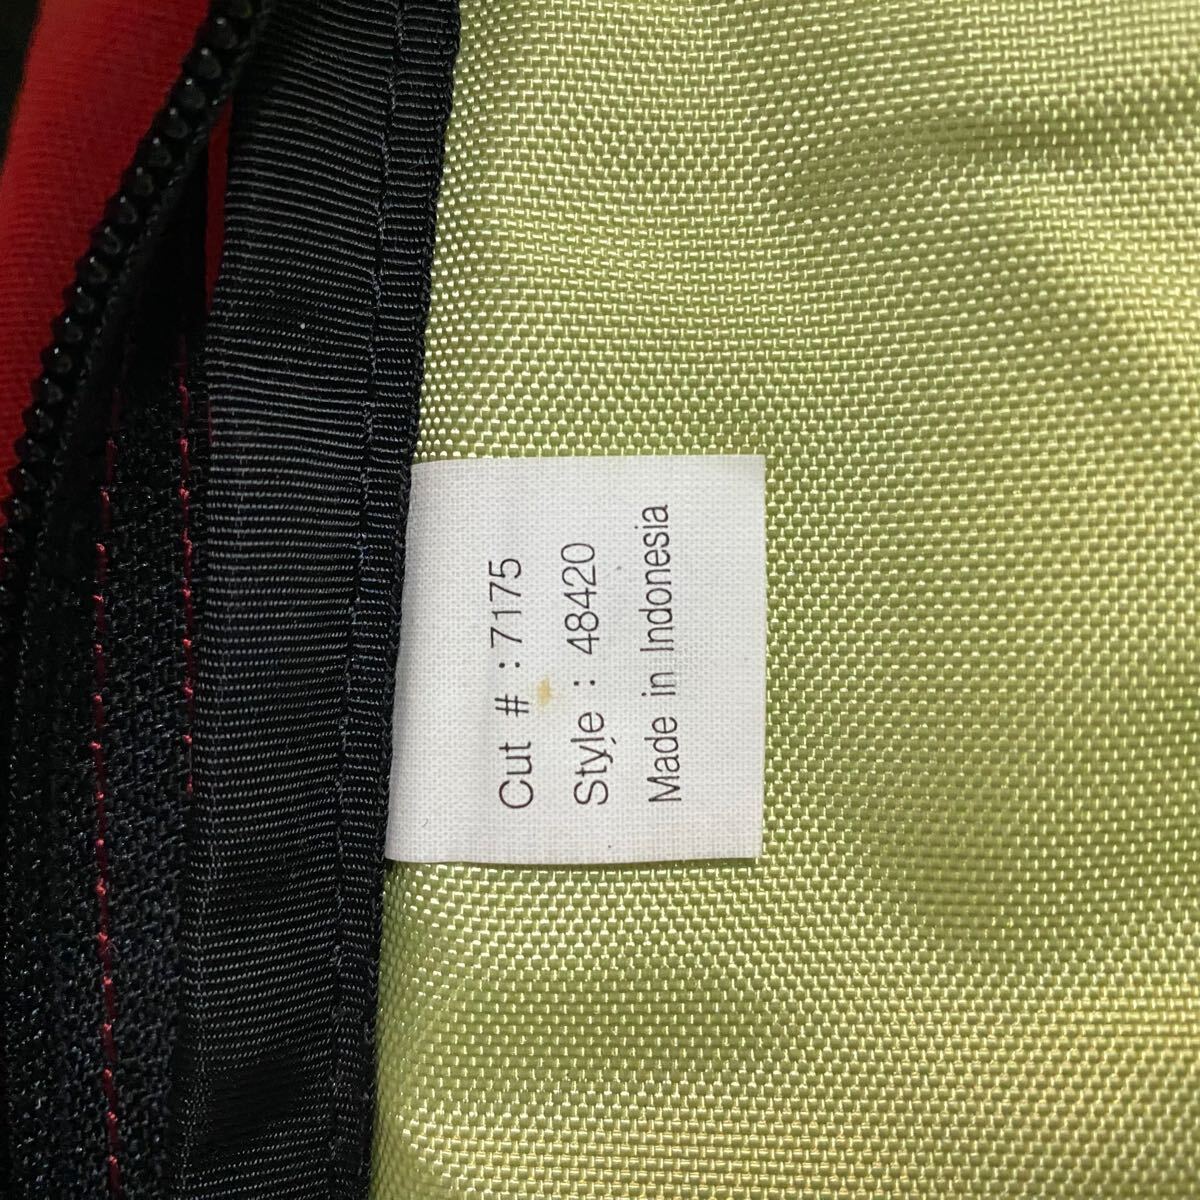 Cut # : 7175
Style : 48420
Made in Indonesia